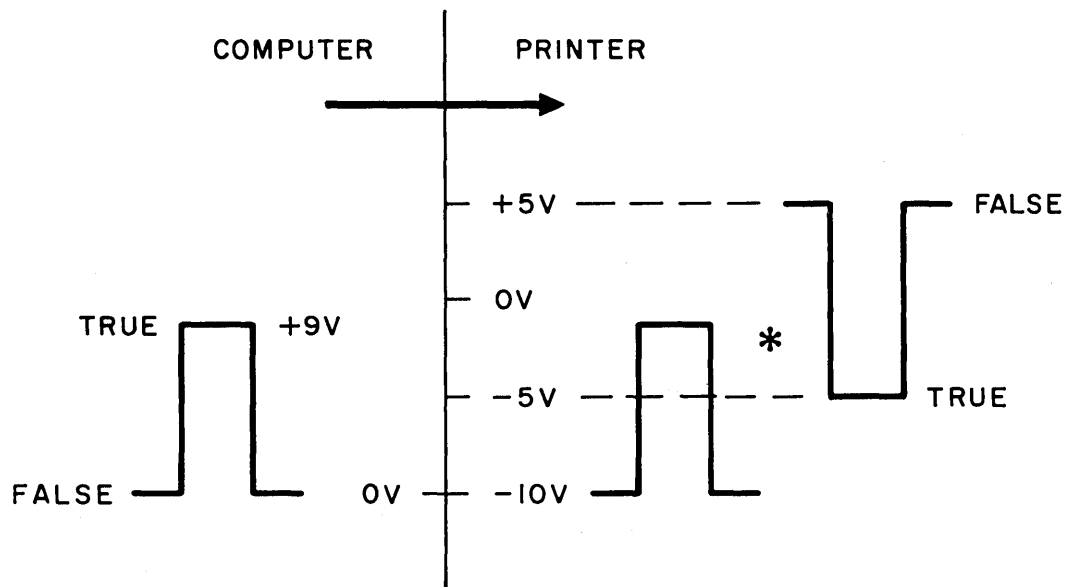 COMPUTER PRINTER
+5V FALSE
0V
TRUE +9V
*
-5V TRUE
FALSE 0V -10V